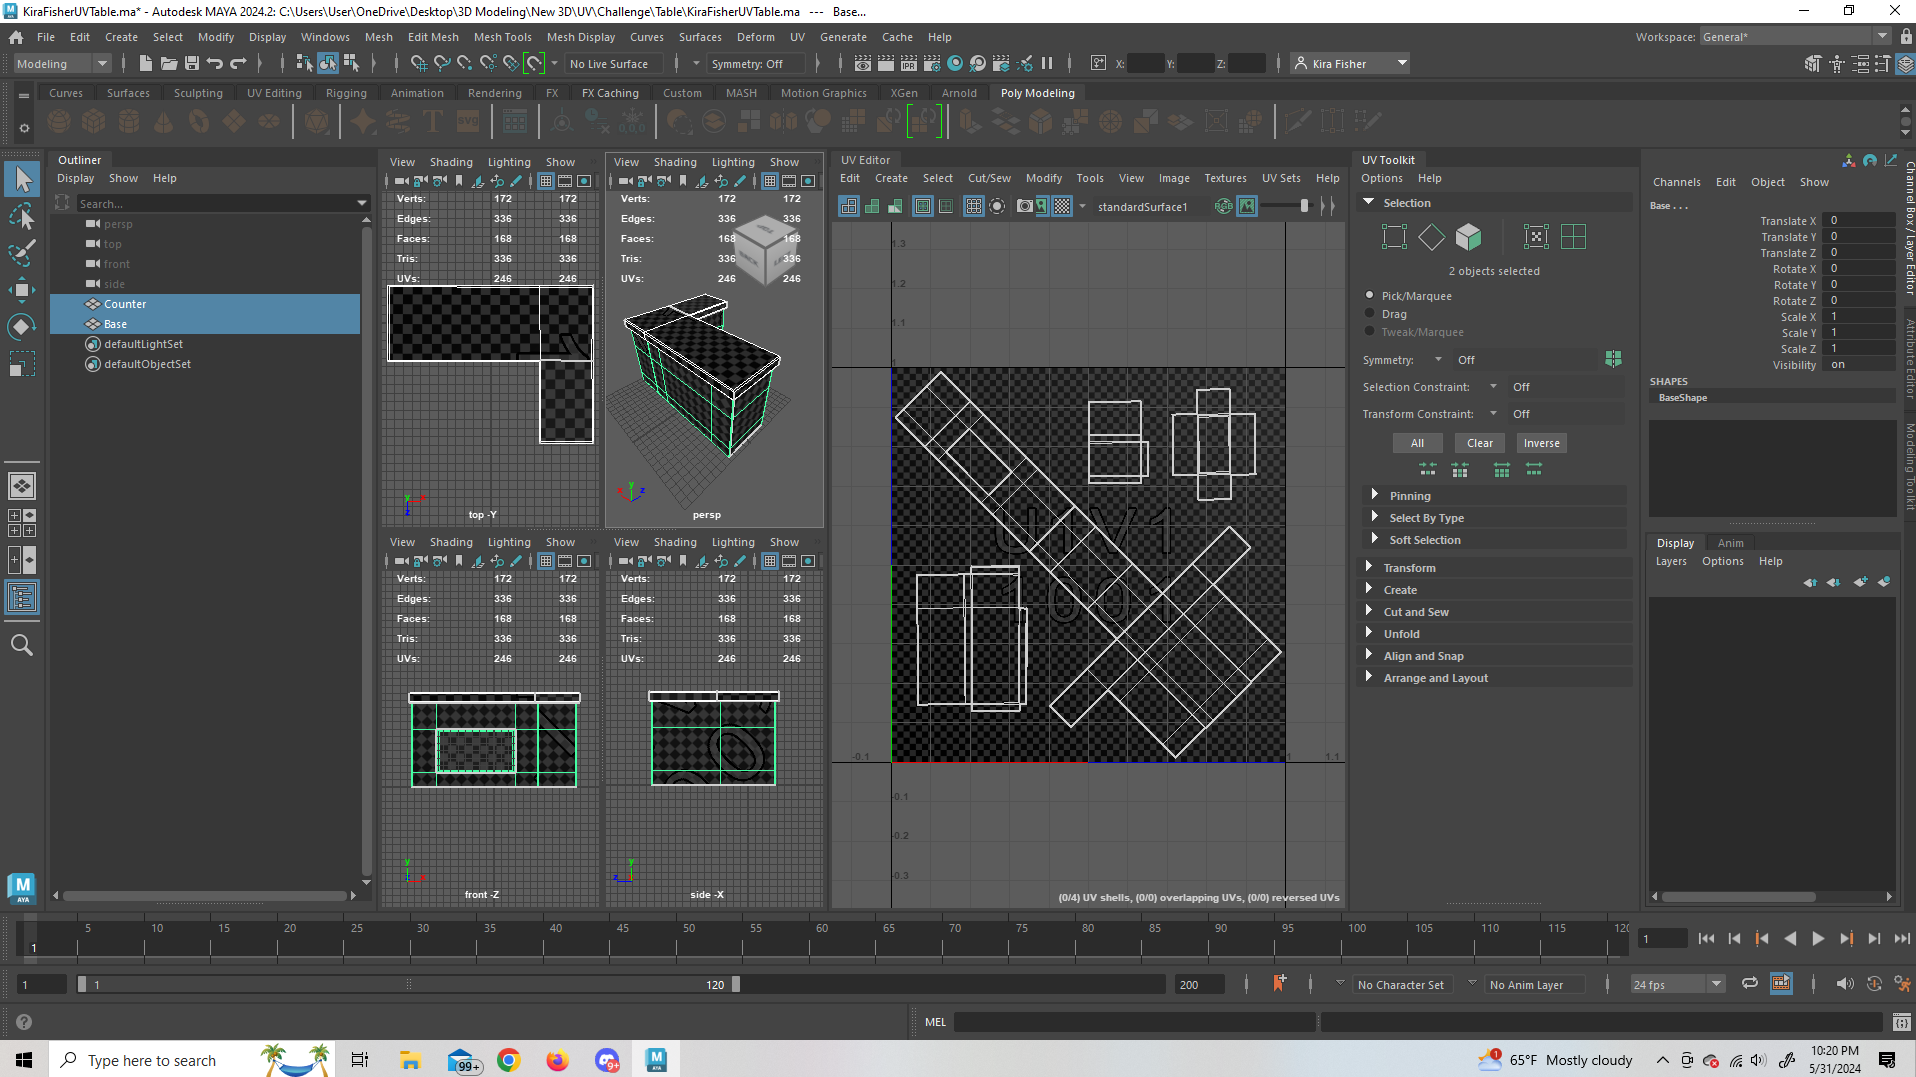 KiraFisherUVTable.ma* - Autodesk MAYA 2024.2: C:\Users\User\OneDrive\Desktop\3D Modeling\New 3D\UV\Challenge\Table\KiraFisherUVTable.ma --- Base...
File Edit Create Select Modify Display Windows Mesh Edit Mesh Mesh Tools Mesh Display Curves Surfaces Deform UV Generate Cache Help
Workspace: General*
Modeling No Live Surface Symmetry: Off X: Y: Z: Kira Fisher
Curves Surfaces Sculpting UV Editing Rigging Animation Rendering FX FX Caching Custom MASH Motion Graphics XGen Arnold Poly Modeling
Outliner
Display Show Help
Search...
persp
top
front
side
Counter
Base
defaultLightSet
defaultObjectSet
View Shading Lighting Show
Verts: 172 172
Edges: 336 336
Faces: 168 168
Tris: 336 336
UVs: 246 246
top -Y
View Shading Lighting Show
Verts: 172 172
Edges: 336 336
Faces: 168 168
Tris: 336 336
UVs: 246 246
persp
View Shading Lighting Show
Verts: 172 172
Edges: 336 336
Faces: 168 168
Tris: 336 336
UVs: 246 246
front -Z
View Shading Lighting Show
Verts: 172 172
Edges: 336 336
Faces: 168 168
Tris: 336 336
UVs: 246 246
side -X
UV Editor
Edit Create Select Cut/Sew Modify Tools View Image Textures UV Sets Help
standardSurface1
1.3
1.2
1.1
1
-0.1 1 1.1
-0.1
-0.2
-0.3
(0/4) UV shells, (0/0) overlapping UVs, (0/0) reversed UVs
UV Toolkit
Options Help
Selection
2 objects selected
Pick/Marquee
Drag
Tweak/Marquee
Symmetry: Off
Selection Constraint: Off
Transform Constraint: Off
All Clear Inverse
Pinning
Select By Type
Soft Selection
Transform
Create
Cut and Sew
Unfold
Align and Snap
Arrange and Layout
Channels Edit Object Show
Base . . .
Translate X 0
Translate Y 0
Translate Z 0
Rotate X 0
Rotate Y 0
Rotate Z 0
Scale X 1
Scale Y 1
Scale Z 1
Visibility on
SHAPES
BaseShape
Display Anim
Layers Options Help
Channel Box / Layer Editor
Attribute Editor
Modeling Toolkit
5 10 15 20 25 30 35 40 45 50 55 60 65 70 75 80 85 90 95 100 105 110 115 120
1
1
1 1 120 200 No Character Set No Anim Layer 24 fps
MEL
M
AYA
Type here to search
99+
9+
1
65°F Mostly cloudy
10:20 PM
5/31/2024